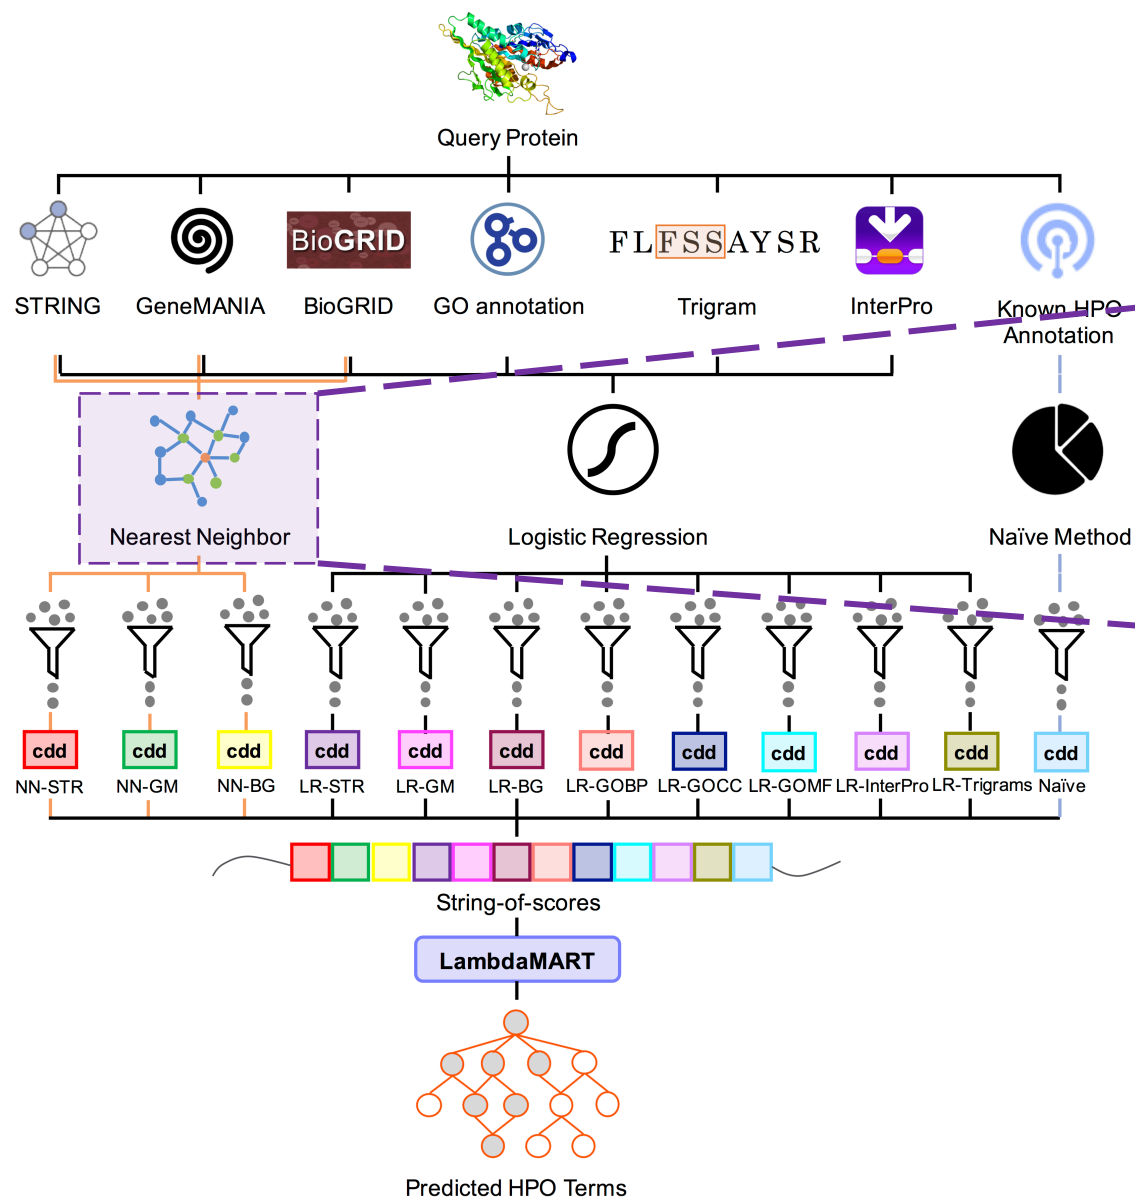 Query Protein
BioGRID
FLFSSAYSR
STRING
GeneMANIA
BioGRID
GO annotation
Trigram
InterPro
Known HPO
Annotation
Nearest Neighbor
Logistic Regression
Naïve Method
cdd
cdd
cdd
cdd
cdd
cdd
cdd
cdd
cdd
cdd
cdd
cdd
NN-STR
NN-GM
NN-BG
LR-STR
LR-GM
LR-BG
LR-GOBP
LR-GOCC
LR-GOMF
LR-InterPro
LR-Trigrams
Naïve
String-of-scores
LambdaMART
Predicted HPO Terms